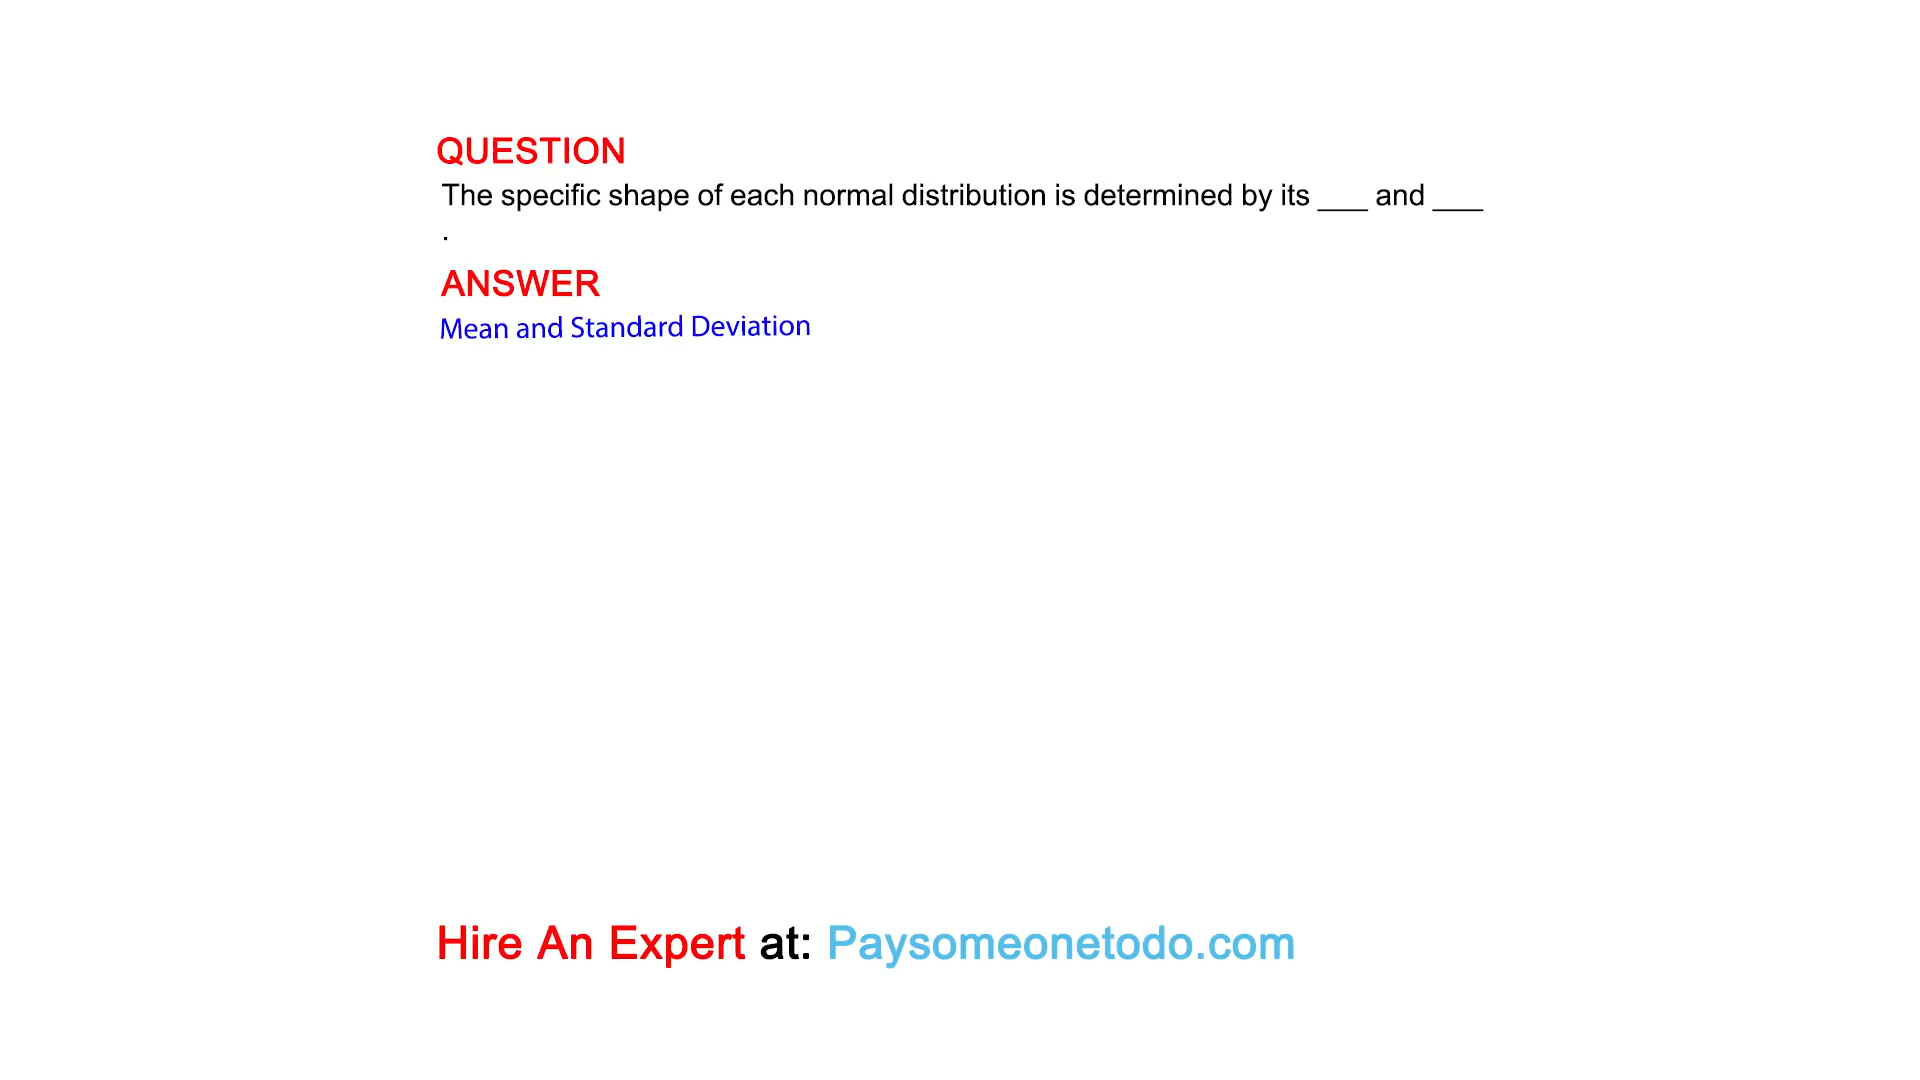 QUESTION
The specific shape of each normal distribution is determined by its ___ and ___
.
ANSWER
Mean and Standard Deviation
Hire An Expert at: Paysomeonetodo.com